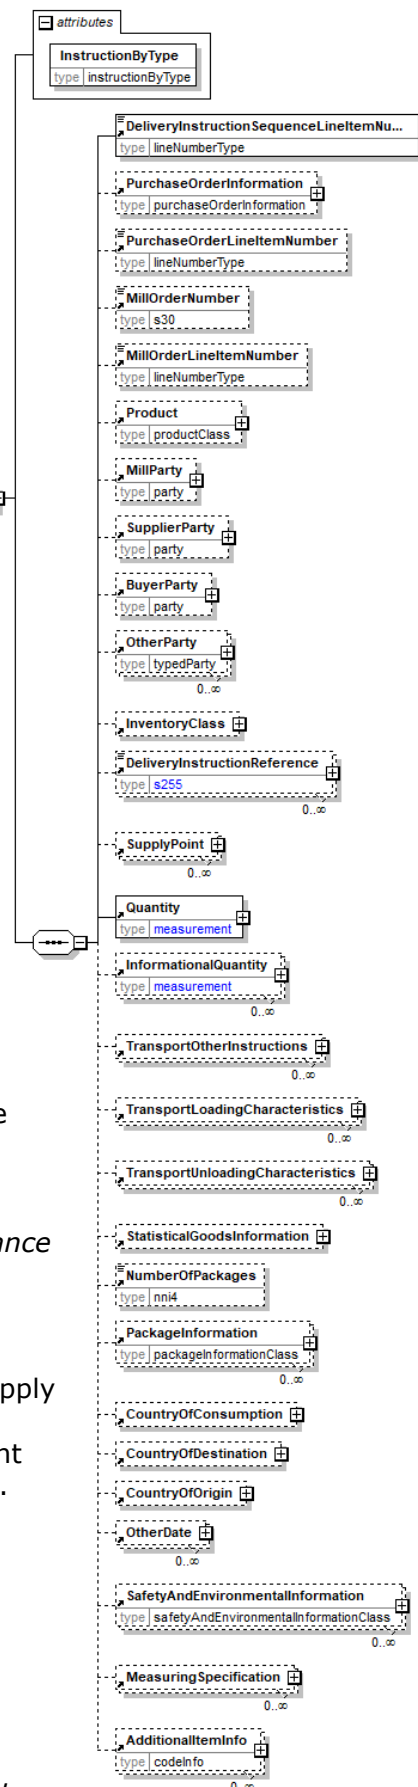 attributes
InstructionByType
type instructionByType
DeliveryInstructionSequenceLineItemNu...
type lineNumberType
PurchaseOrderInformation
type purchaseOrderInformation
PurchaseOrderLineItemNumber
type lineNumberType
MillOrderNumber
type s30
MillOrderLineItemNumber
type lineNumberType
Product
type productClass
MillParty
type party
SupplierParty
type party
BuyerParty
type party
OtherParty
type typedParty
0..∞
InventoryClass
DeliveryInstructionReference
type s255
0..∞
SupplyPoint
0..∞
Quantity
type measurement
InformationalQuantity
type measurement
0..∞
TransportOtherInstructions
0..∞
e
TransportLoadingCharacteristics
0..∞
TransportUnloadingCharacteristics
0..∞
ance
StatisticalGoodsInformation
NumberOfPackages
type nni4
PackageInformation
type packageInformationClass
0..∞
pply
CountryOfConsumption
nt
CountryOfDestination
.
CountryOfOrigin
OtherDate
0..∞
SafetyAndEnvironmentalInformation
type safetyAndEnvironmentalInformationClass
0..∞
MeasuringSpecification
0..∞
AdditionalItemInfo
type codeInfo
0..∞